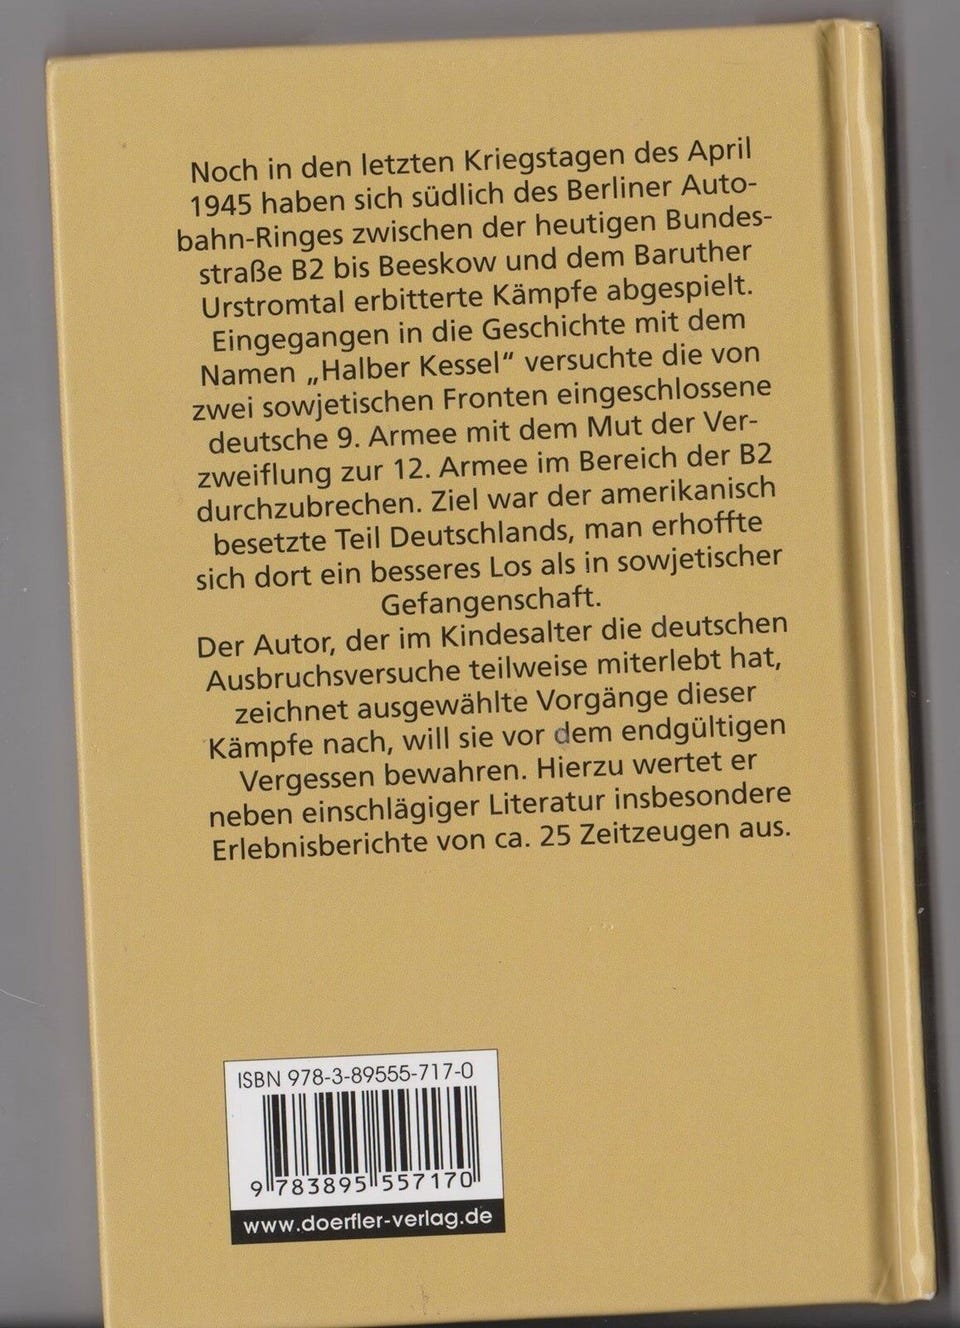 Noch in den letzten Kriegstagen des April
1945 haben sich südlich des Berliner Auto-
bahn-Ringes zwischen der heutigen Bundes-
straße B2 bis Beeskow und dem Baruther
Urstromtal erbitterte Kämpfe abgespielt.
Eingegangen in die Geschichte mit dem
Namen „Halber Kessel“ versuchte die von
zwei sowjetischen Fronten eingeschlossene
deutsche 9. Armee mit dem Mut der Ver-
zweiflung zur 12. Armee im Bereich der B2
durchzubrechen. Ziel war der amerikanisch
besetzte Teil Deutschlands, man erhoffte
sich dort ein besseres Los als in sowjetischer
Gefangenschaft.
Der Autor, der im Kindesalter die deutschen
Ausbruchsversuche teilweise miterlebt hat,
zeichnet ausgewählte Vorgänge dieser
Kämpfe nach, will sie vor dem endgültigen
Vergessen bewahren. Hierzu wertet er
neben einschlägiger Literatur insbesondere
Erlebnisberichte von ca. 25 Zeitzeugen aus.
ISBN 978-3-89555-717-0
9 783895 557170
www.doerfler-verlag.de